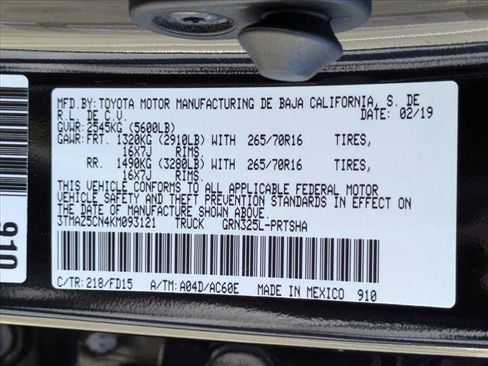 MFD. BY: TOYOTA MOTOR MANUFACTURING DE BAJA CALIFORNIA, S. DE
R.L. DE C.V. DATE: 02/19
GVWR: 2545KG (5600LB)
GAWR: FRT. 1320KG (2910LB) WITH 265/70R16 TIRES,
16X7J RIMS
RR. 1490KG (3280LB) WITH 265/70R16 TIRES,
16X7J RIMS
THIS VEHICLE CONFORMS TO ALL APPLICABLE FEDERAL MOTOR
VEHICLE SAFETY AND THEFT PREVENTION STANDARDS IN EFFECT ON
THE DATE OF MANUFACTURE SHOWN ABOVE.
3TMAZ5CN4KM093121 TRUCK GRN325L-PRTSHA
C/TR: 218/FD15 A/TM: A04D/AC60E MADE IN MEXICO 910
910